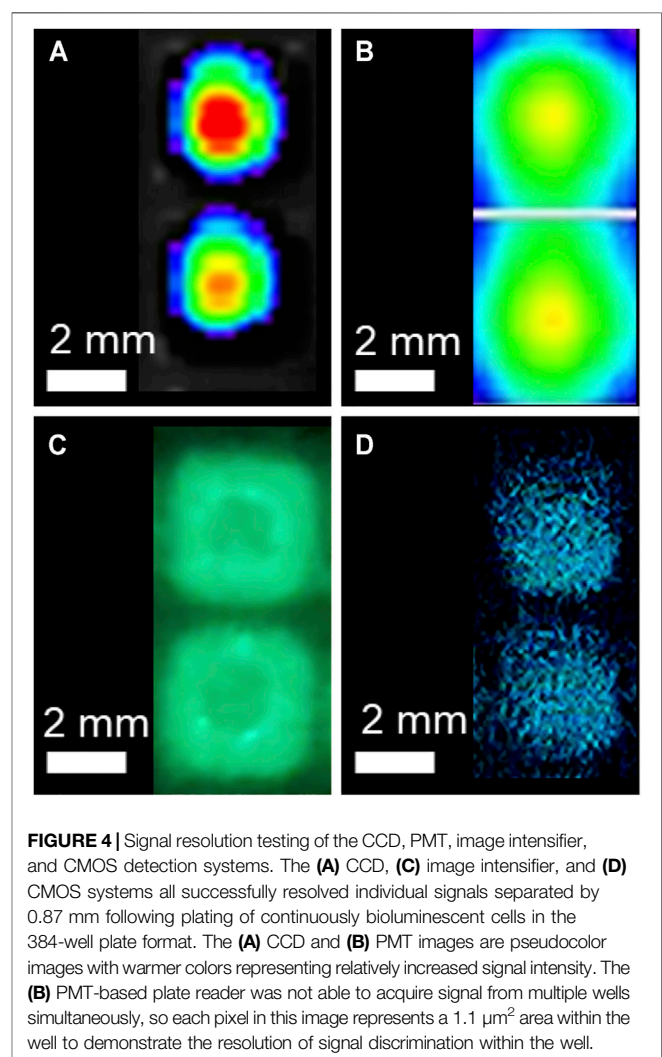 A
B
2 mm
2 mm
C
D
2 mm
2 mm
FIGURE 4 | Signal resolution testing of the CCD, PMT, image intensifier,
and CMOS detection systems. The (A) CCD, (C) image intensifier, and (D)
CMOS systems all successfully resolved individual signals separated by
0.87 mm following plating of continuously bioluminescent cells in the
384-well plate format. The (A) CCD and (B) PMT images are pseudocolor
images with warmer colors representing relatively increased signal intensity. The
(B) PMT-based plate reader was not able to acquire signal from multiple wells
simultaneously, so each pixel in this image represents a 1.1 μm² area within the
well to demonstrate the resolution of signal discrimination within the well.